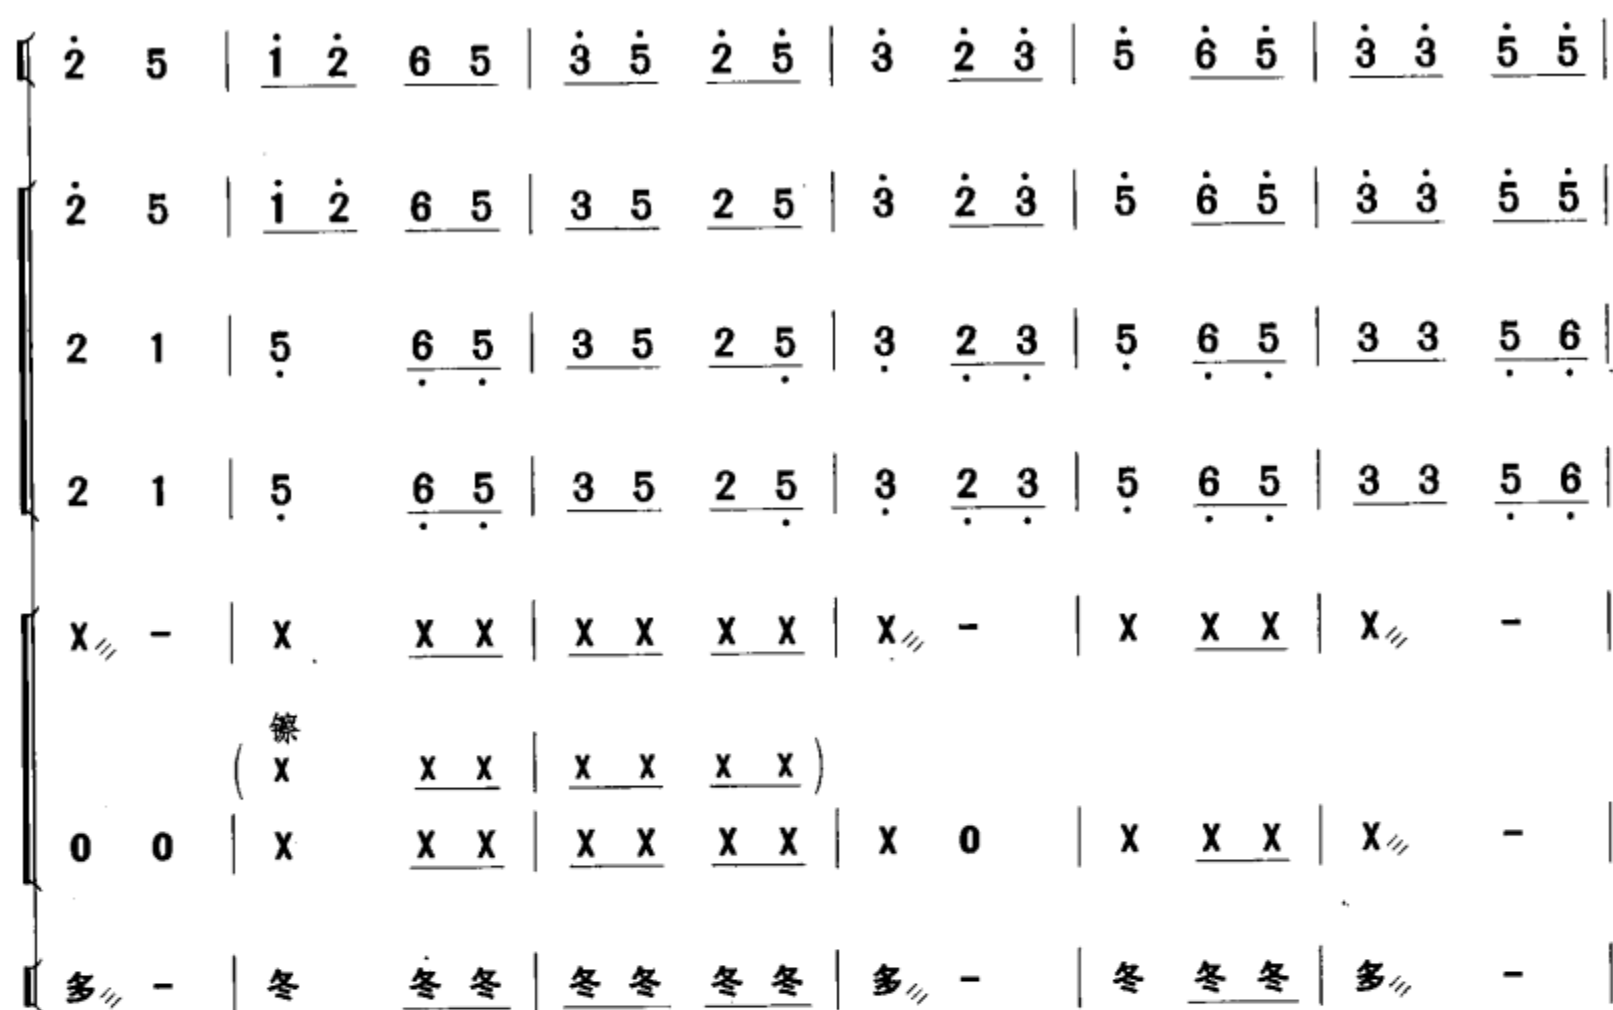 2̇ 5 | 1̇ 2̇ 6 5 | 3̇ 5̇ 2̇ 5̇ | 3̇ 2̇ 3̇ | 5̇ 6̇ 5̇ | 3̇ 3̇ 5̇ 5̇ |
2̇ 5 | 1̇ 2̇ 6 5 | 3 5 2 5 | 3̇ 2̇ 3̇ | 5̇ 6̇ 5̇ | 3̇ 3̇ 5̇ 5̇ |
2 1 | 5̣ 6̣ 5̣ | 3 5 2 5̣ | 3̣ 2̣ 3̣ | 5̣ 6̣ 5̣ | 3 3 5̣ 6̣ |
2 1 | 5̣ 6̣ 5̣ | 3 5 2 5̣ | 3̣ 2̣ 3̣ | 5̣ 6̣ 5̣ | 3 3 5̣ 6̣ |
X/// - | X X X | X X X X | X/// - | X X X | X/// - |
镲
( X X X | X X X X )
0 0 | X X X | X X X X | X 0 | X X X | X/// - |
多/// - | 冬 冬 冬 | 冬 冬 冬 冬 | 多/// - | 冬 冬 冬 | 多/// - |